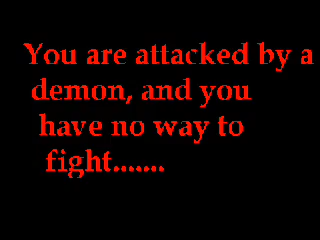 You are attacked by a
demon, and you
have no way to
fight.......